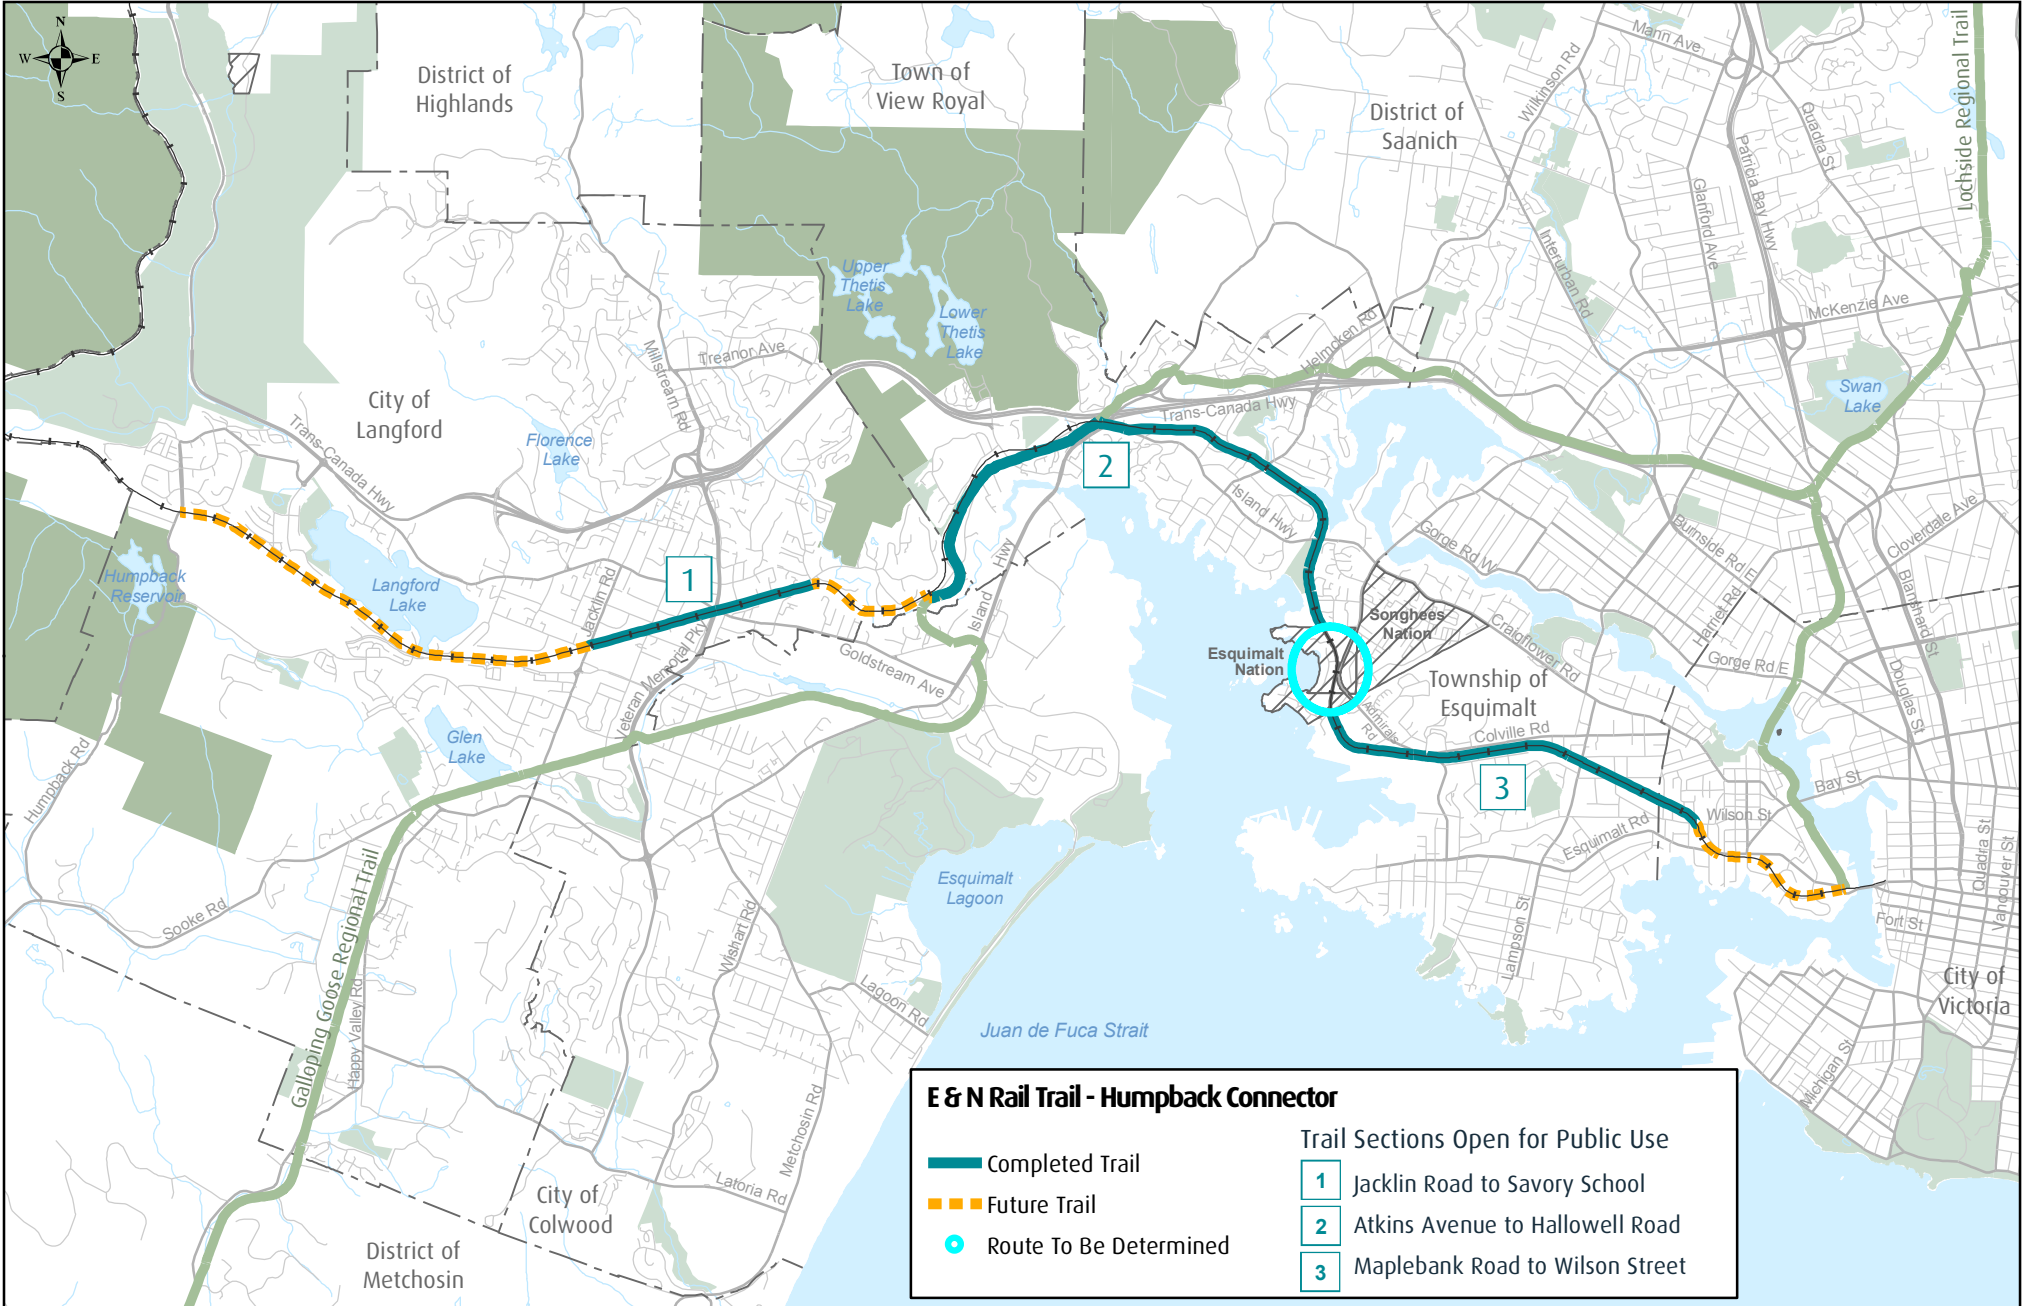 N
W
E
S
District of
Highlands
Town of
View Royal
District of
Saanich
Mann Ave
Wilkinson Rd
Quadra St
Patricia Bay Hwy
Glanford Ave
Interurban Rd
Lochside Regional Trail
McKenzie Ave
Upper
Thetis
Lake
Lower
Thetis
Lake
Helmcken Rd
Treanor Ave
Millstream Rd
Swan
Lake
City of
Langford
Trans-Canada Hwy
Trans-Canada Hwy
Florence
Lake
2
Island Hwy
Gorge Rd W
Burnside Rd E
Cloverdale Ave
Blanshard St
Humpback
Reservoir
Langford
Lake
1
Jacklin Rd
Island Hwy
Songhees
Nation
Craigflower Rd
Harriet Rd
Esquimalt
Nation
Gorge Rd E
Goldstream Ave
Veteran Memorial Pky
Township of
Esquimalt
Admirals
Rd
Colville Rd
Douglas St
Glen
Lake
Humpback Rd
3
Bay St
Wilson St
Esquimalt Rd
Quadra St
Vancouver St
Galloping Goose Regional Trail
Esquimalt
Lagoon
Sooke Rd
Wishart Rd
Lampson St
Fort St
Happy Valley Rd
Lagoon Rd
City of
Victoria
Juan de Fuca Strait
Michigan St
Metchosin Rd
Latoria Rd
City of
Colwood
District of
Metchosin
E & N Rail Trail - Humpback Connector
Completed Trail
Future Trail
Route To Be Determined
Trail Sections Open for Public Use
1 Jacklin Road to Savory School
2 Atkins Avenue to Hallowell Road
3 Maplebank Road to Wilson Street